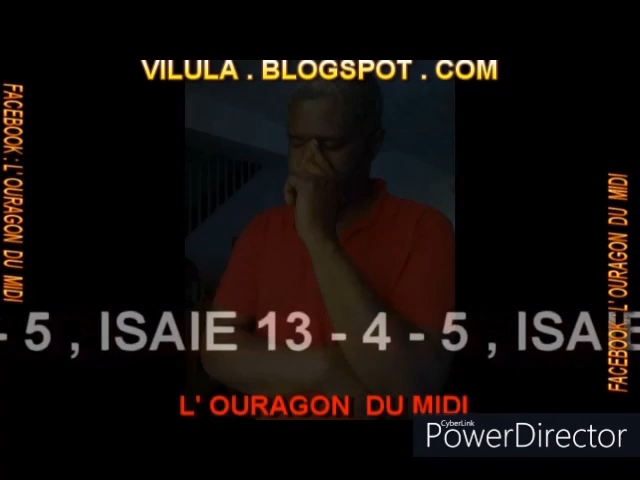 VILULA . BLOGSPOT . COM
FACEBOOK : L' OURAGON DU MIDI
FACEBOOK : L' OURAGON DU MIDI
- 5 , ISAIE 13 - 4 - 5 , ISAIE
L' OURAGON DU MIDI
CyberLink
PowerDirector